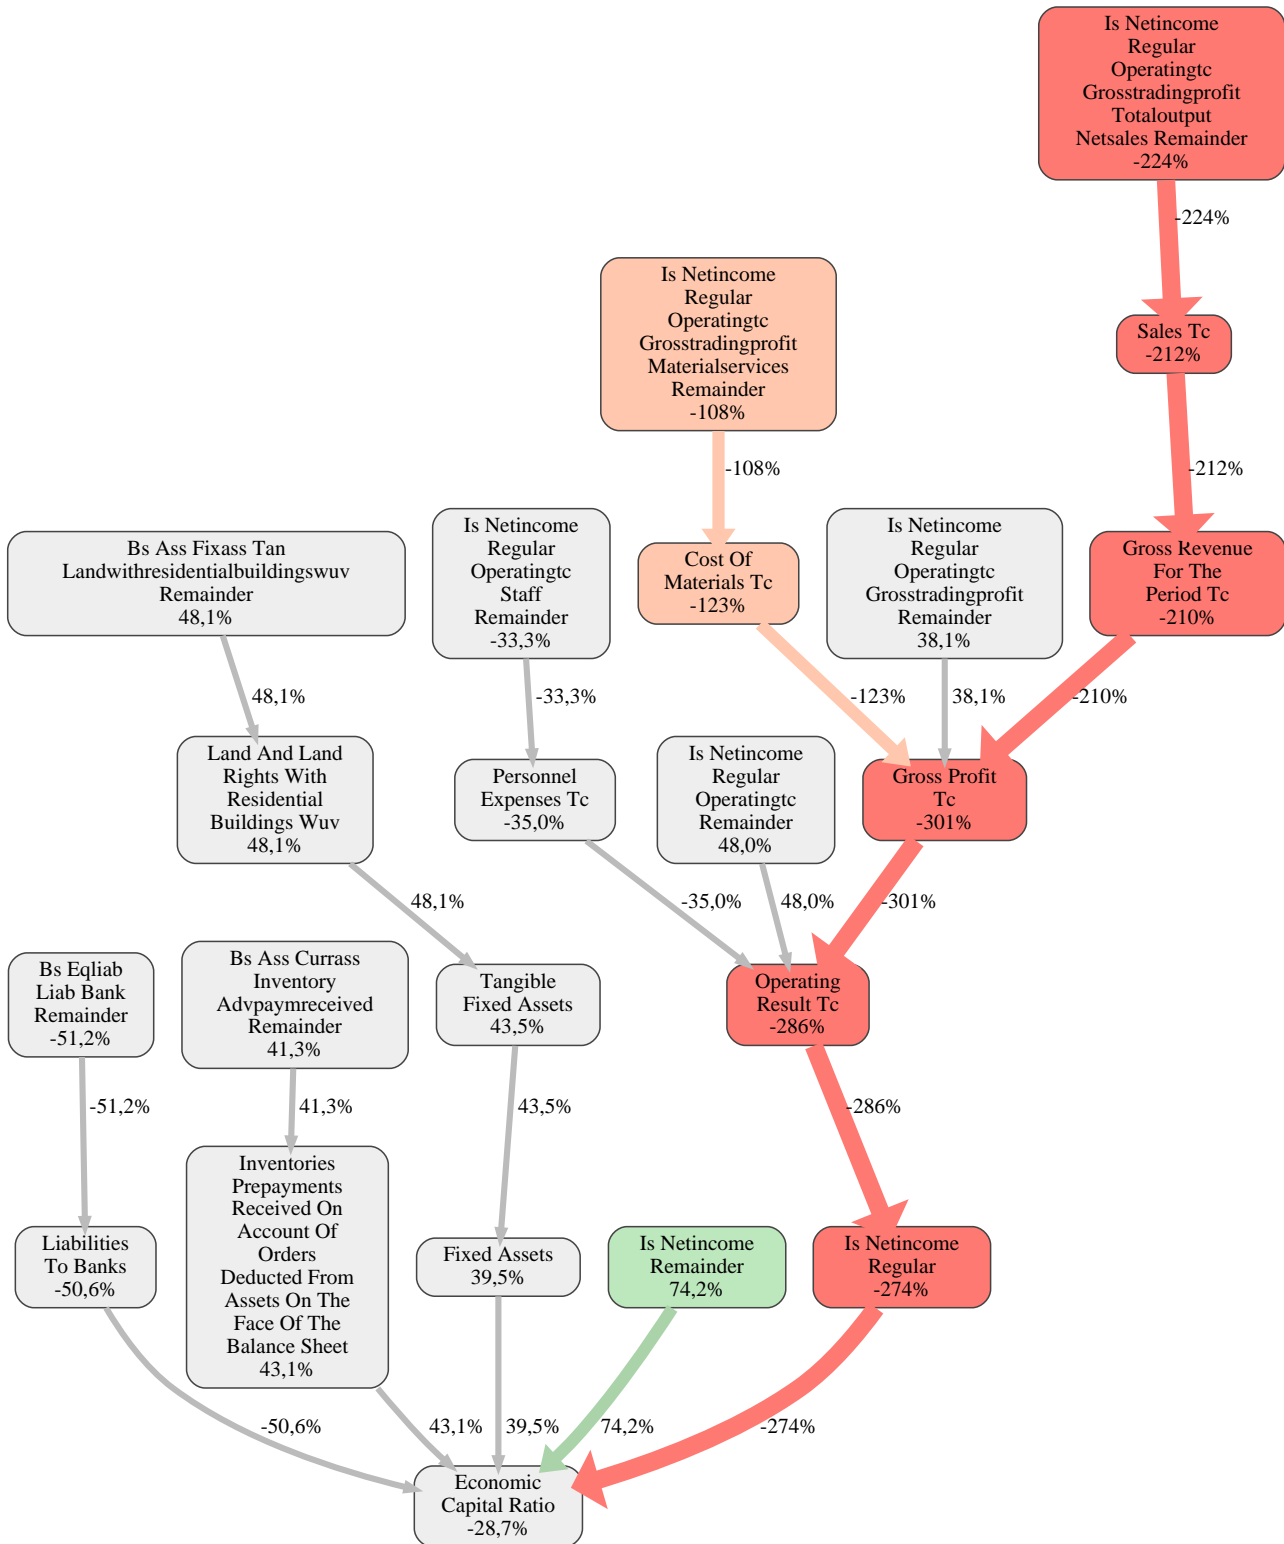 Is Netincome
Regular
Operatingtc
Grosstradingprofit
Totaloutput
Netsales Remainder
-224%
-224%
Is Netincome
Regular
Operatingtc
Grosstradingprofit
Materialservices
Remainder
-108%
Sales Tc
-212%
-108%
-212%
Bs Ass Fixass Tan
Landwithresidentialbuildingswuv
Remainder
48,1%
Is Netincome
Regular
Operatingtc
Staff
Remainder
-33,3%
Cost Of
Materials Tc
-123%
Is Netincome
Regular
Operatingtc
Grosstradingprofit
Remainder
38,1%
Gross Revenue
For The
Period Tc
-210%
48,1%
-33,3%
-123%
38,1%
-210%
Land And Land
Rights With
Residential
Buildings Wuv
48,1%
Personnel
Expenses Tc
-35,0%
Is Netincome
Regular
Operatingtc
Remainder
48,0%
Gross Profit
Tc
-301%
48,1%
-35,0%
48,0%
-301%
Bs Eqliab
Liab Bank
Remainder
-51,2%
Bs Ass Currass
Inventory
Advpaymreceived
Remainder
41,3%
Tangible
Fixed Assets
43,5%
Operating
Result Tc
-286%
-51,2%
41,3%
43,5%
-286%
Liabilities
To Banks
-50,6%
Inventories
Prepayments
Received On
Account Of
Orders
Deducted From
Assets On The
Face Of The
Balance Sheet
43,1%
Fixed Assets
39,5%
Is Netincome
Remainder
74,2%
Is Netincome
Regular
-274%
-50,6%
43,1%
39,5%
74,2%
-274%
Economic
Capital Ratio
-28,7%